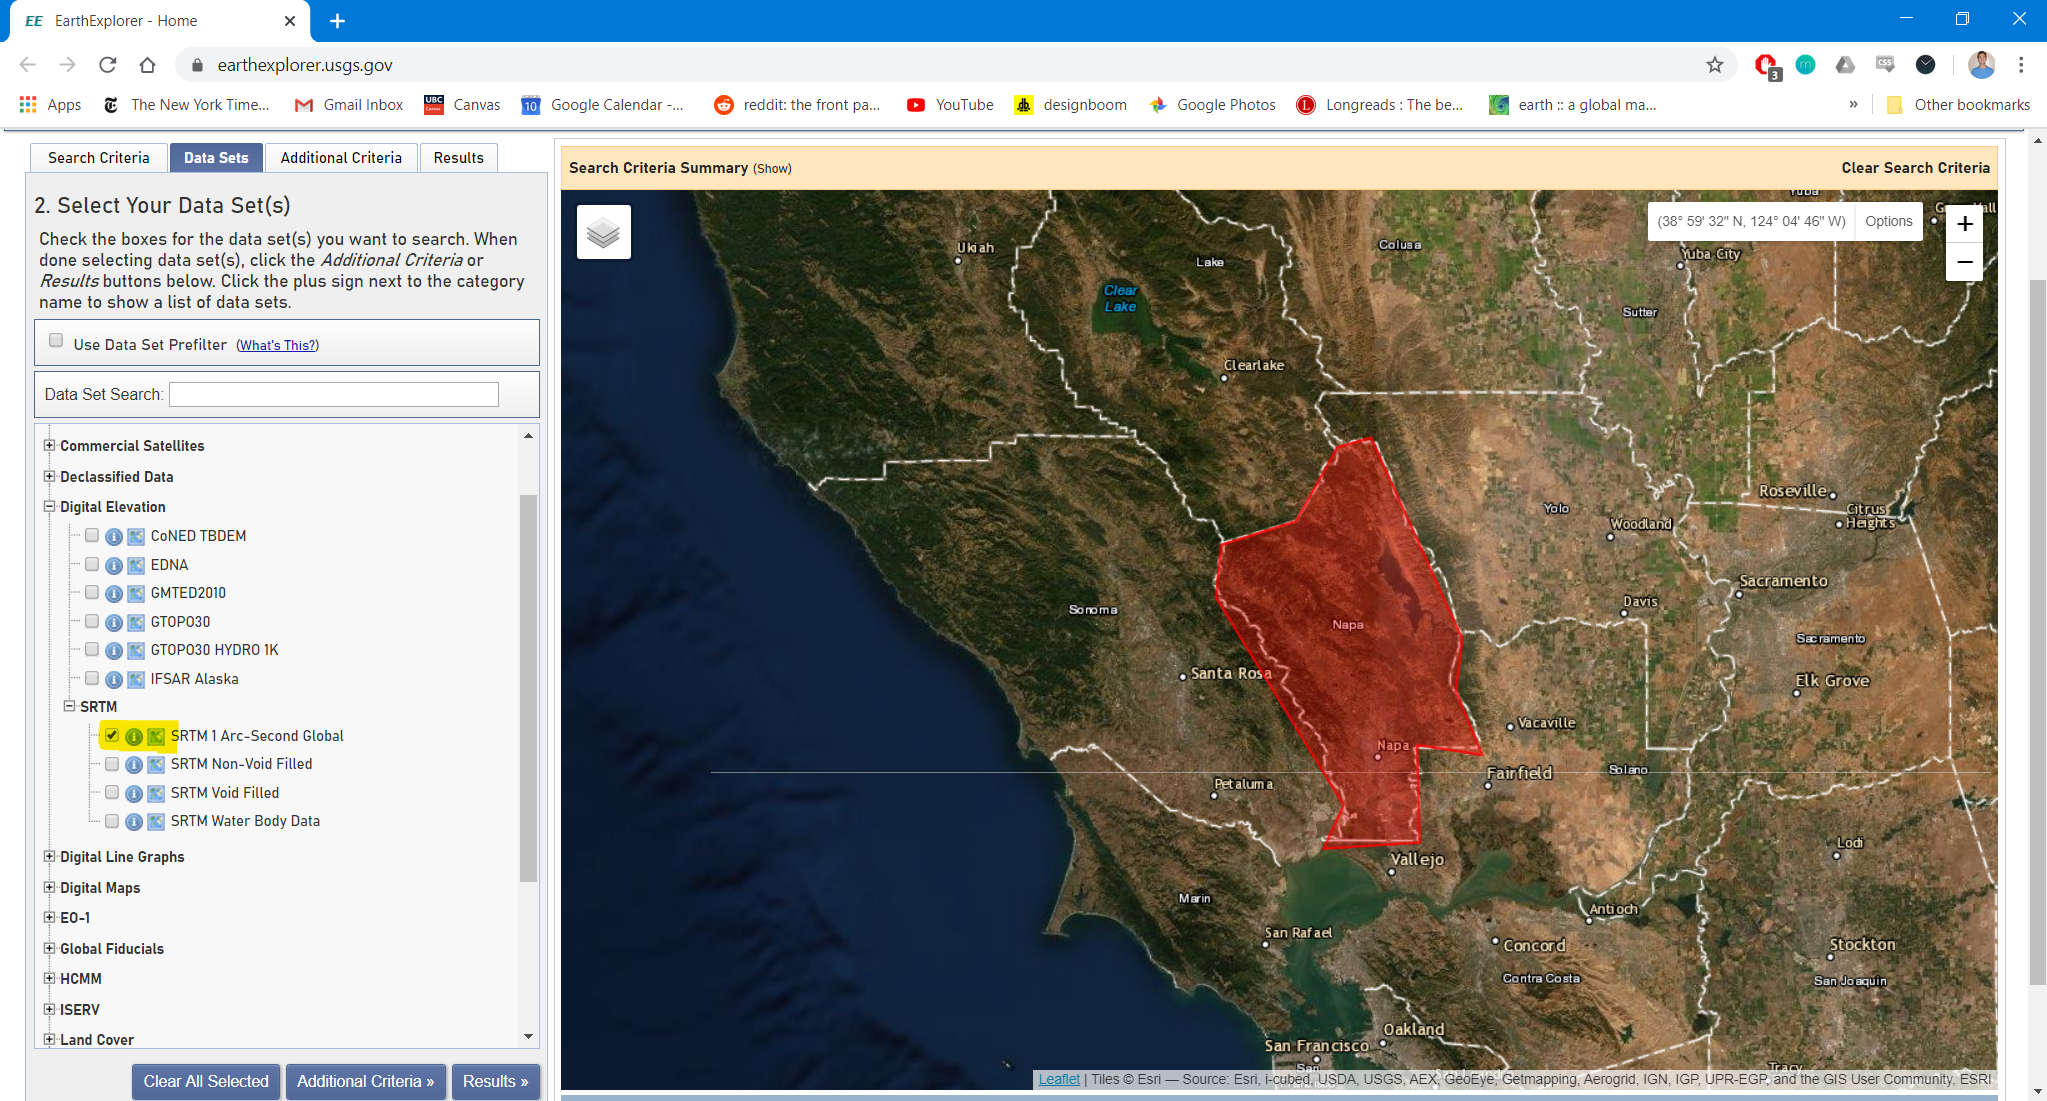 EE EarthExplorer - Home
earthexplorer.usgs.gov
3
m
CSS
Apps
The New York Time...
Gmail Inbox
UBC
Canvas
10
Google Calendar -...
reddit: the front pa...
YouTube
db
designboom
Google Photos
L
Longreads : The be...
earth :: a global ma...
»
Other bookmarks
Search Criteria
Data Sets
Additional Criteria
Results
2. Select Your Data Set(s)
Check the boxes for the data set(s) you want to search. When
done selecting data set(s), click the Additional Criteria or
Results buttons below. Click the plus sign next to the category
name to show a list of data sets.
Use Data Set Prefilter (What's This?)
Data Set Search:
Commercial Satellites
Declassified Data
Digital Elevation
CoNED TBDEM
EDNA
GMTED2010
GTOPO30
GTOPO30 HYDRO 1K
IFSAR Alaska
SRTM
SRTM 1 Arc-Second Global
SRTM Non-Void Filled
SRTM Void Filled
SRTM Water Body Data
Digital Line Graphs
Digital Maps
EO-1
Global Fiducials
HCMM
ISERV
Land Cover
Clear All Selected
Additional Criteria »
Results »
Search Criteria Summary (Show)
Clear Search Criteria
(38° 59' 32" N, 124° 04' 46" W)
Options
+
−
Yuba
Ukiah
Colusa
Lake
Yuba City
Clear
Lake
Sutter
Clearlake
Roseville
Citrus
Heights
Yolo
Woodland
Sacramento
Davis
Sonoma
Napa
Sacramento
Santa Rosa
Elk Grove
Vacaville
Napa
Fairfield
Solano
Petaluma
Vallejo
Lodi
Marin
Antioch
San Rafael
Concord
Stockton
Contra Costa
San Joaquin
Oakland
San Francisco
San
Tracy
Leaflet | Tiles © Esri — Source: Esri, i-cubed, USDA, USGS, AEX, GeoEye, Getmapping, Aerogrid, IGN, IGP, UPR-EGP, and the GIS User Community, ESRI